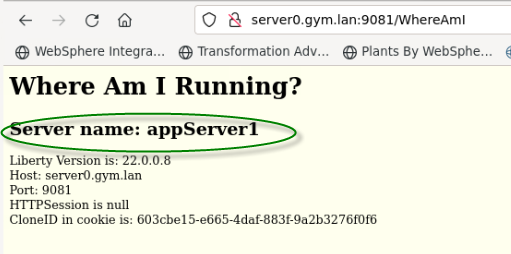 server0.gym.lan:9081/WhereAmI
WebSphere Integra... Transformation Adv... Plants By WebSphe...
Where Am I Running?
Server name: appServer1
Liberty Version is: 22.0.0.8
Host: server0.gym.lan
Port: 9081
HTTPSession is null
CloneID in cookie is: 603cbe15-e665-4daf-883f-9a2b3276f0f6